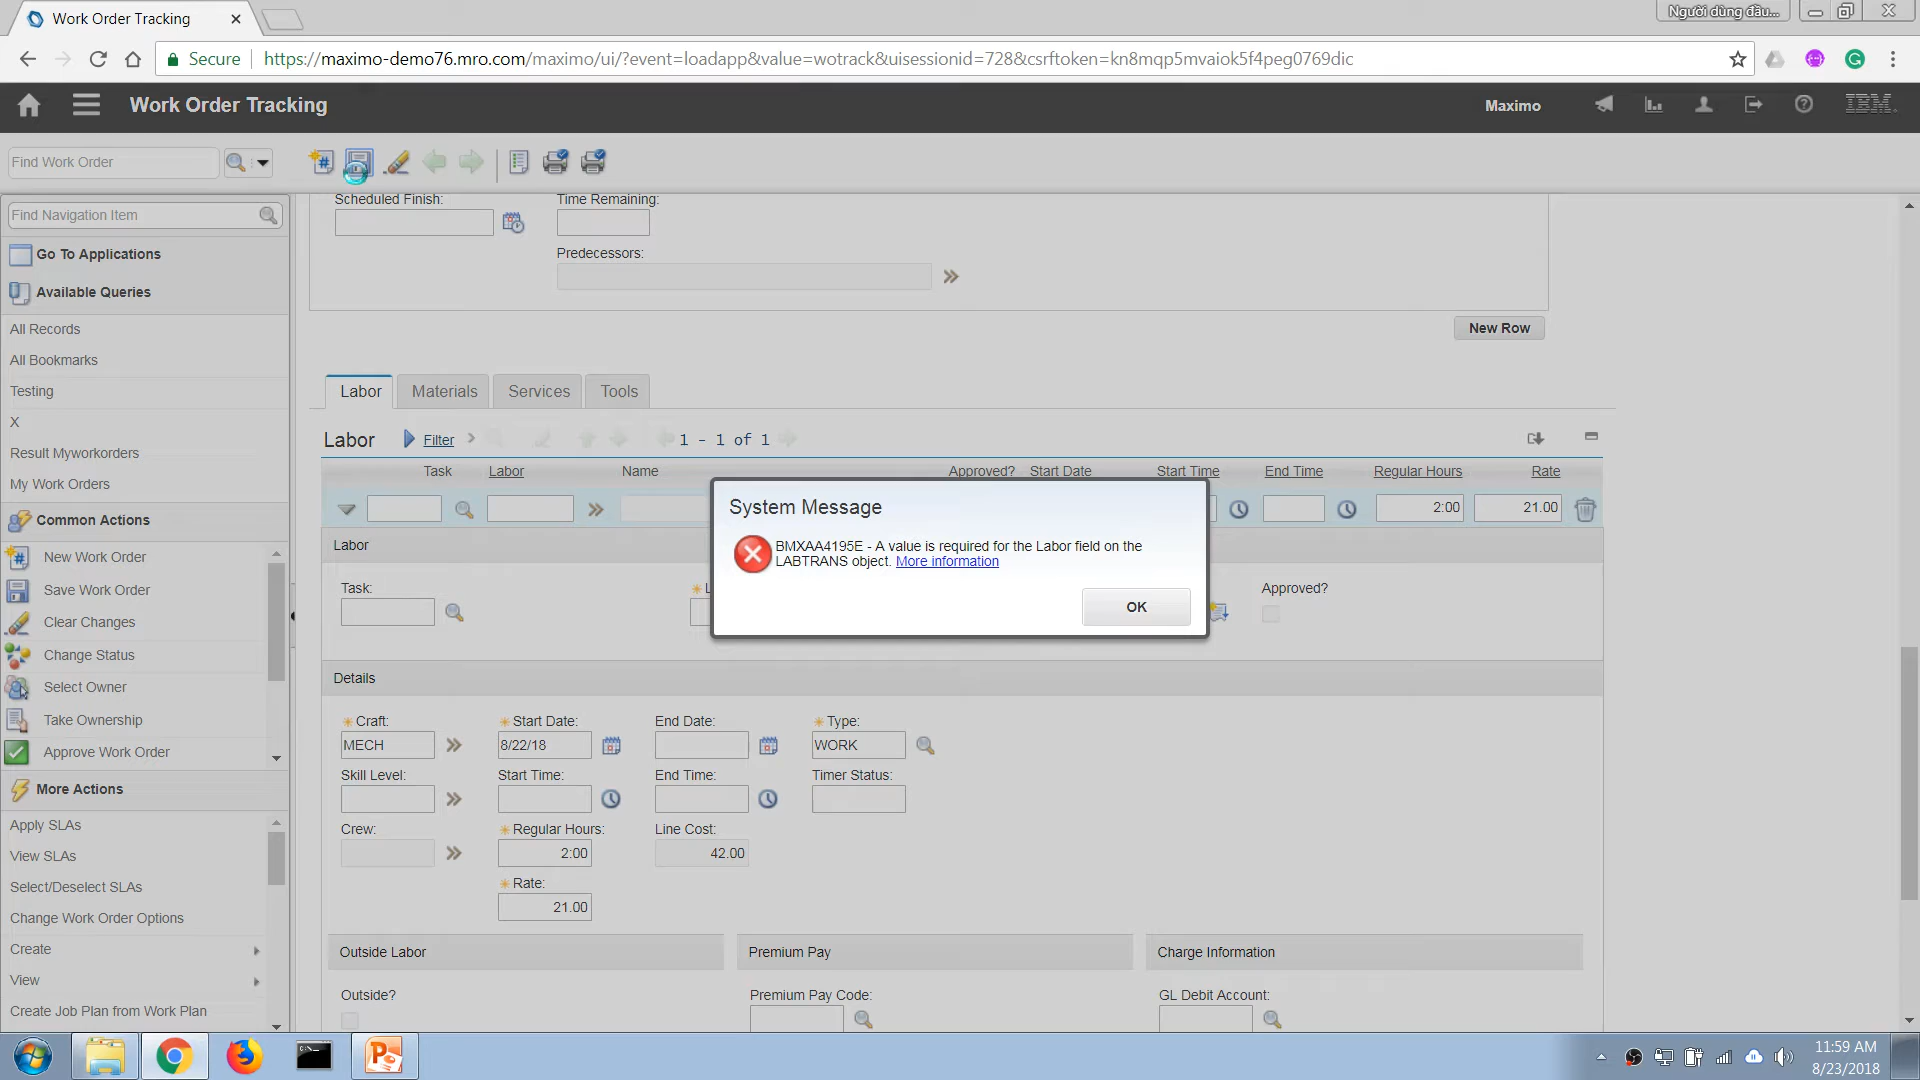 Work Order Tracking
Người dùng đầu...
Secure
https://maximo-demo76.mro.com/maximo/ui/?event=loadapp&value=wotrack&uisessionid=728&csrftoken=kn8mqp5mvaiok5f4peg0769dic
Work Order Tracking
Maximo
IBM.
Find Work Order
Find Navigation Item
Go To Applications
Available Queries
All Records
All Bookmarks
Testing
X
Result Myworkorders
My Work Orders
Common Actions
New Work Order
Save Work Order
Clear Changes
Change Status
Select Owner
Take Ownership
Approve Work Order
More Actions
Apply SLAs
View SLAs
Select/Deselect SLAs
Change Work Order Options
Create
View
Create Job Plan from Work Plan
Scheduled Finish: Time Remaining:
Predecessors:
New Row
Labor Materials Services Tools
Labor Filter 1 - 1 of 1
Task Labor Name Approved? Start Date Start Time End Time Regular Hours Rate
2:00 21.00
Labor
Task: L Approved?
System Message
BMXAA4195E - A value is required for the Labor field on the
LABTRANS object. More information
OK
Details
Craft: Start Date: End Date: Type:
MECH 8/22/18 WORK
Skill Level: Start Time: End Time: Timer Status:
Crew: Regular Hours: Line Cost:
2:00 42.00
Rate:
21.00
Outside Labor Premium Pay Charge Information
Outside? Premium Pay Code: GL Debit Account:
11:59 AM
8/23/2018